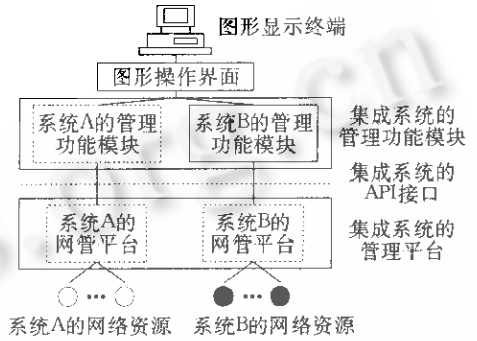 图形显示终端
图形操作界面
系统A的管理
功能模块
系统B的管理
功能模块
集成系统的
管理功能模块
集成系统的
API接口
系统A的
网管平台
系统B的
网管平台
集成系统的
管理平台
系统A的网络资源
系统B的网络资源